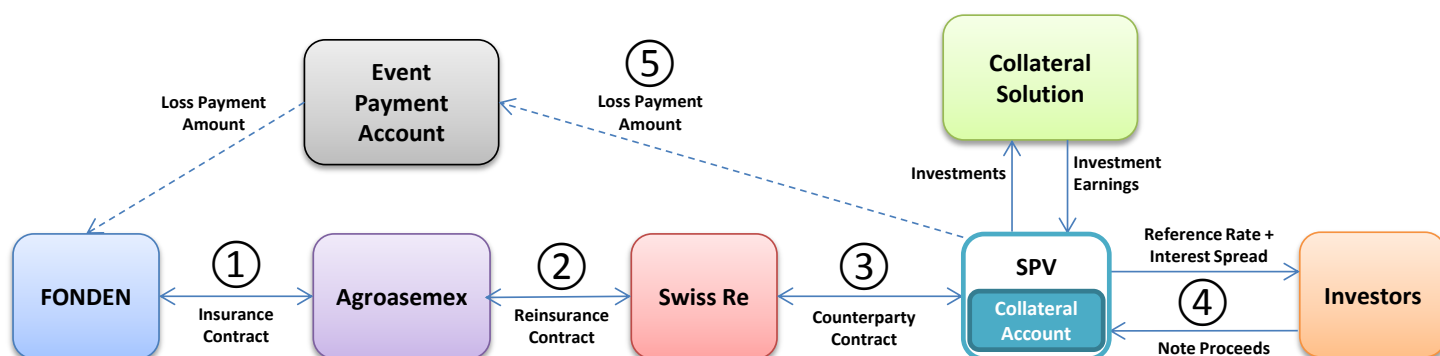 Event
Payment
Account
Loss Payment
Amount
5
Loss Payment
Amount
Collateral
Solution
Investments
Investment
Earnings
FONDEN
1
Insurance
Contract
Agroasemex
2
Reinsurance
Contract
Swiss Re
3
Counterparty
Contract
SPV
Collateral
Account
Reference Rate +
Interest Spread
4
Note Proceeds
Investors